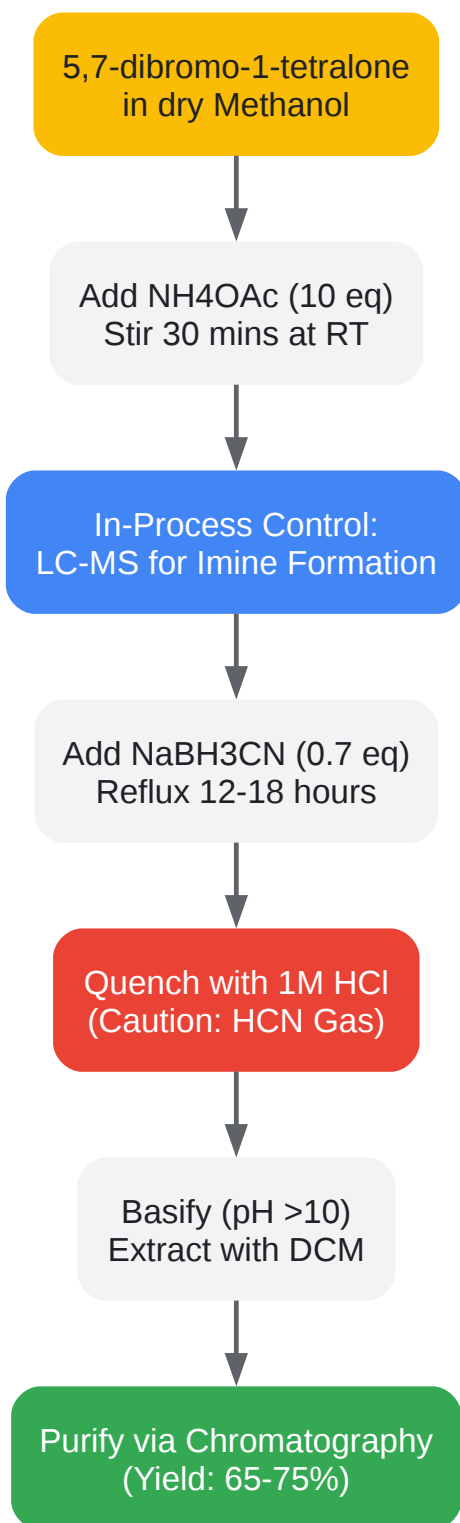 5,7-dibromo-1-tetralone
in dry Methanol
Add NH4OAc (10 eq)
Stir 30 mins at RT
In-Process Control:
LC-MS for Imine Formation
Add NaBH3CN (0.7 eq)
Reflux 12-18 hours
Quench with 1M HCl
(Caution: HCN Gas)
Basify (pH >10)
Extract with DCM
Purify via Chromatography
(Yield: 65-75%)